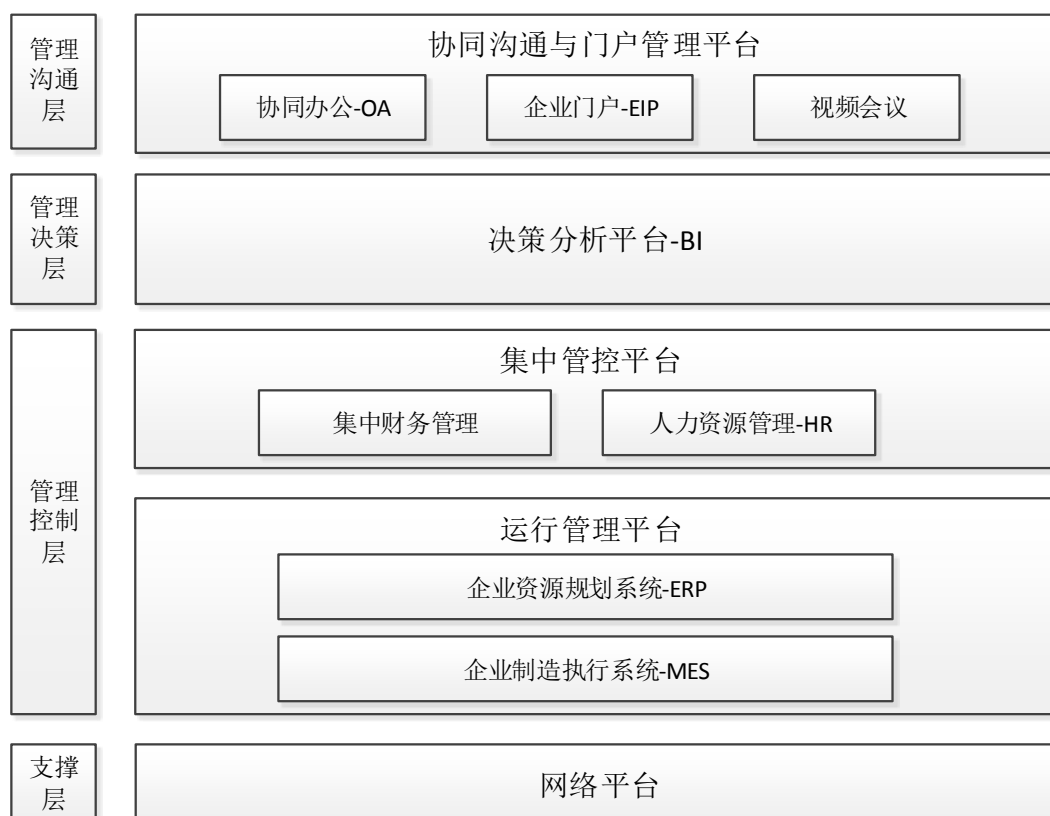 管理
沟通
层
协同沟通与门户管理平台
协同办公-OA
企业门户-EIP
视频会议
管理
决策
层
决策分析平台-BI
管理
控制
层
集中管控平台
集中财务管理
人力资源管理-HR
运行管理平台
企业资源规划系统-ERP
企业制造执行系统-MES
支撑
层
网络平台